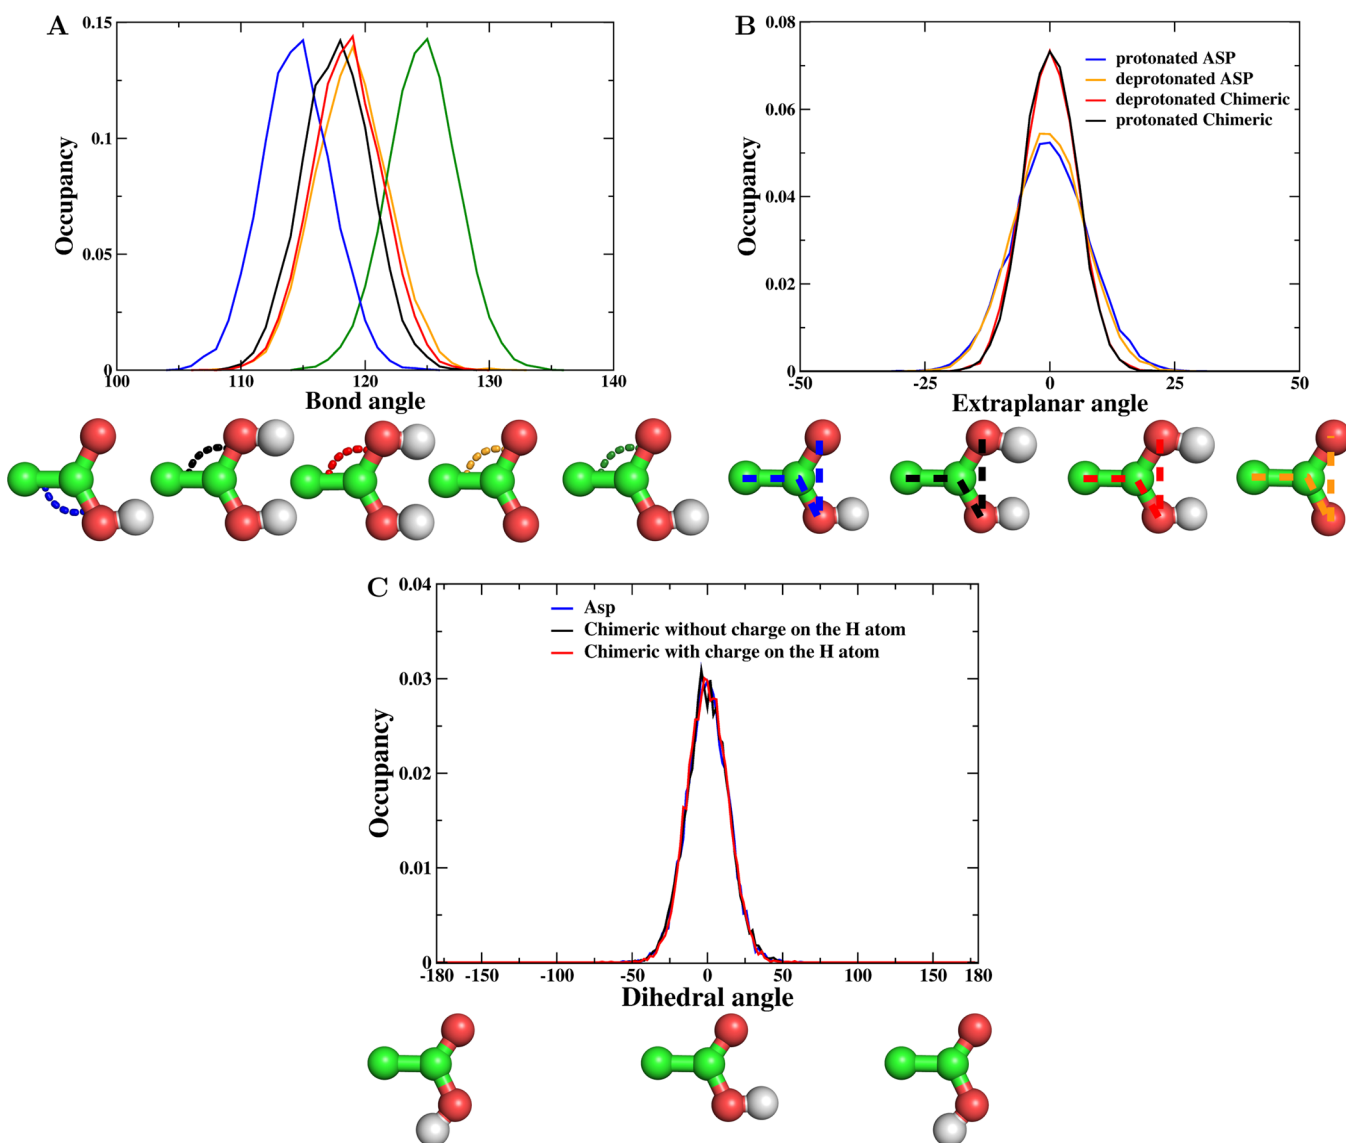 A
0.15
0.1
0.05
0
Occupancy
100
110
120
130
140
Bond angle
B
0.08
0.06
0.04
0.02
0
Occupancy
protonated ASP
deprotonated ASP
deprotonated Chimeric
protonated Chimeric
-50
-25
0
25
50
Extraplanar angle
C
0.04
0.03
0.02
0.01
0
Occupancy
Asp
Chimeric without charge on the H atom
Chimeric with charge on the H atom
-180
-150
-100
-50
0
50
100
150
180
Dihedral angle